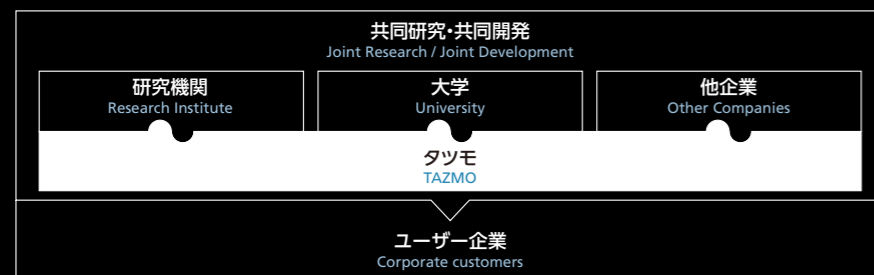 共同研究・共同開発
Joint Research / Joint Development
研究機関
Research Institute
大学
University
他企業
Other Companies
タツモ
TAZMO
ユーザー企業
Corporate customers